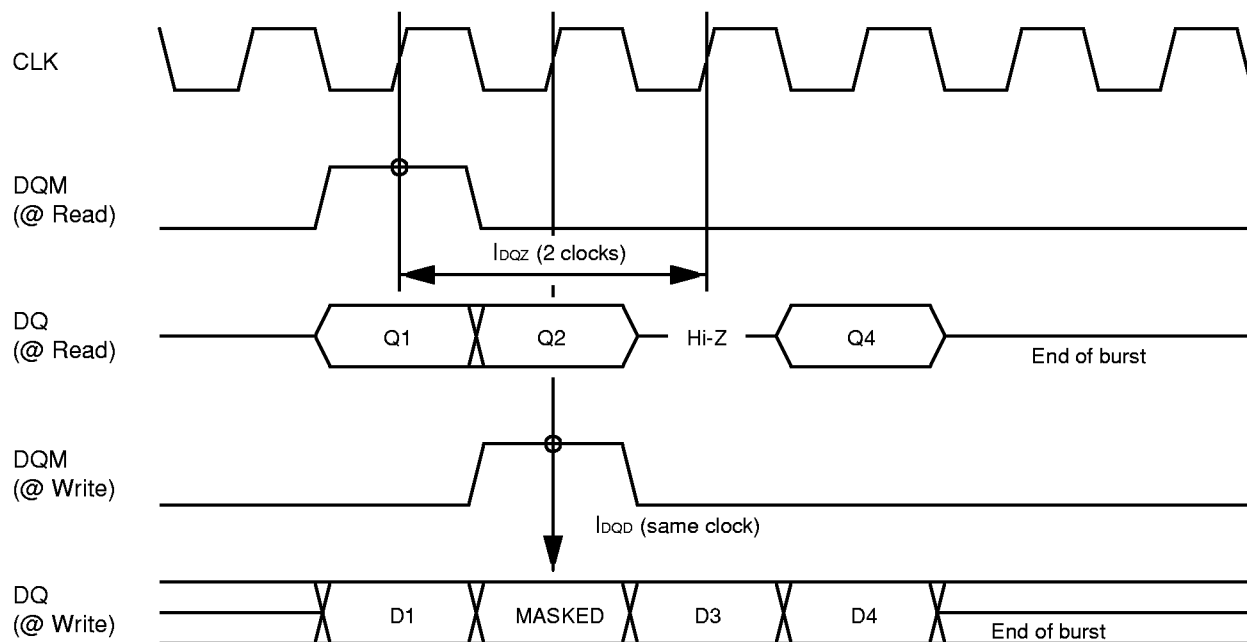 CLK
DQM
(@ Read)
IDQZ (2 clocks)
DQ
(@ Read)
Q1
Q2
Hi-Z
Q4
End of burst
DQM
(@ Write)
IDQD (same clock)
DQ
(@ Write)
D1
MASKED
D3
D4
End of burst